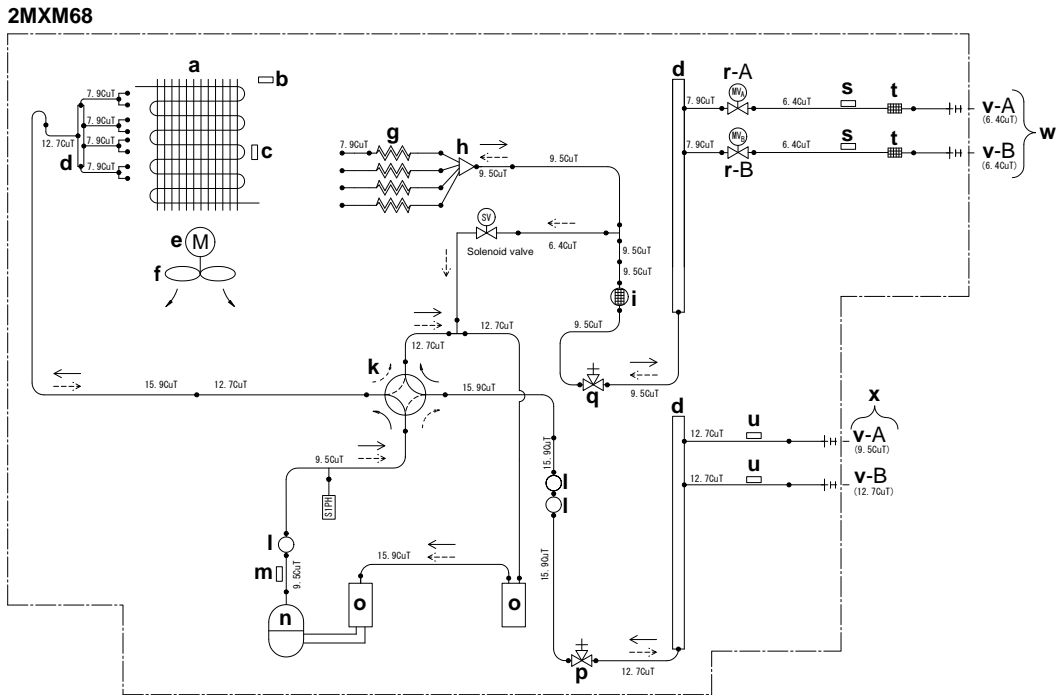 2MXM68
a
b
c
7.9CuT
7.9CuT
7.9CuT
7.9CuT
12.7CuT
d
e M
f
g
h
7.9CuT
9.5CuT
9.5CuT
SV
Solenoid valve
6.4CuT
9.5CuT
9.5CuT
i
9.5CuT
q
9.5CuT
d
r-A
MVA
7.9CuT
6.4CuT
s
t
v-A
(6.4CuT)
w
MVB
7.9CuT
6.4CuT
s
t
r-B
v-B
(6.4CuT)
12.7CuT
12.7CuT
k
15.9CuT
12.7CuT
15.9CuT
9.5CuT
S1PH
l
m
9.5CuT
n
15.9CuT
o
o
15.9CuT
l
l
15.9CuT
p
12.7CuT
d
12.7CuT
u
x
v-A
(9.5CuT)
12.7CuT
u
v-B
(12.7CuT)